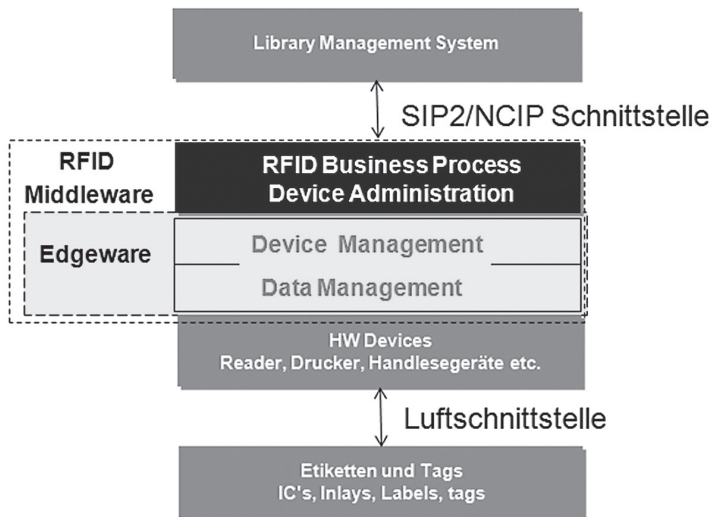 Library Management System
SIP2/NCIP Schnittstelle
RFID
Middleware
RFID Business Process
Device Administration
Edgeware
Device Management
Data Management
HW Devices
Reader, Drucker, Handlesegeräte etc.
Luftschnittstelle
Etiketten und Tags
IC's, Inlays, Labels, tags